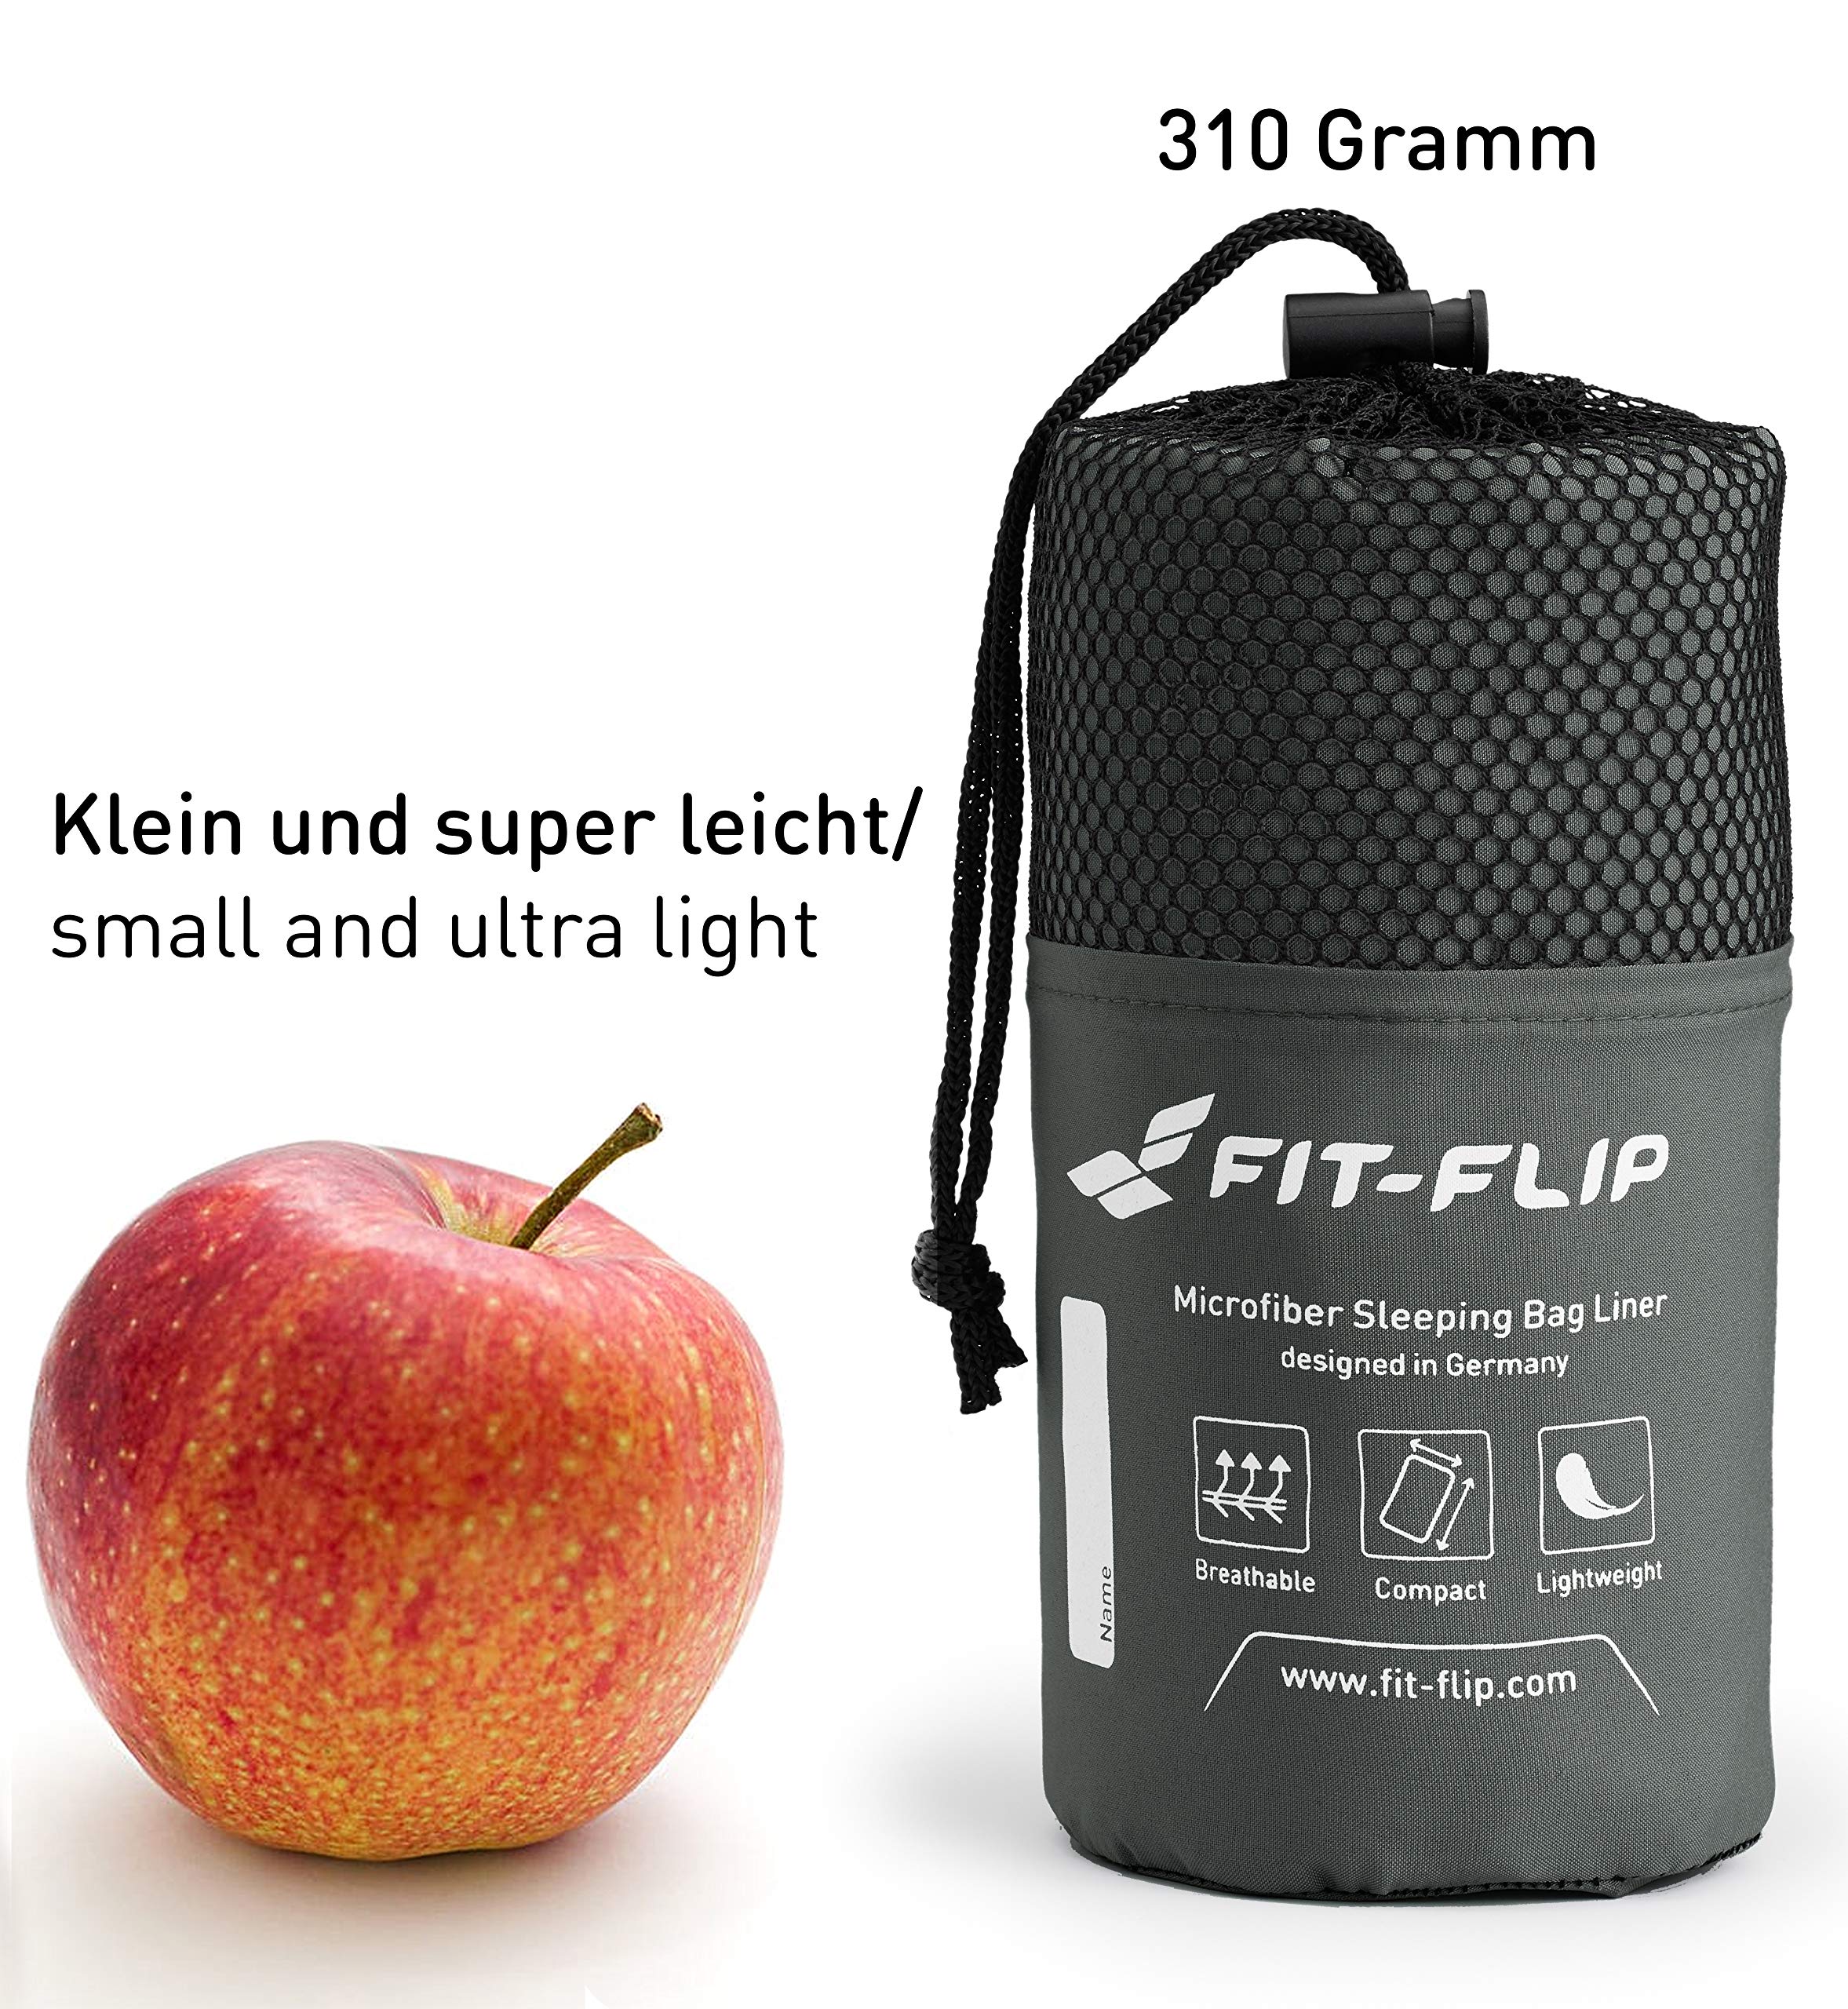 310 Gramm
Klein und super leicht/
small and ultra light
FIT-FLIP
Microfiber Sleeping Bag Liner
designed in Germany
Breathable
Compact
Lightweight
Name
www.fit-flip.com